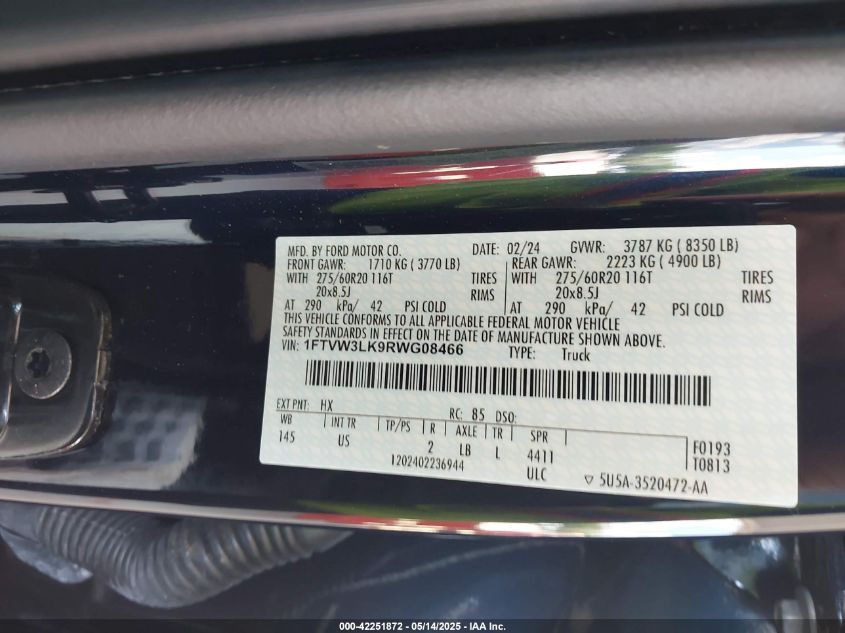 MFD. BY FORD MOTOR CO. DATE: 02/24 GVWR: 3787 KG ( 8350 LB)
FRONT GAWR: 1710 KG ( 3770 LB) REAR GAWR: 2223 KG ( 4900 LB)
WITH 275/60R20 116T TIRES WITH 275/60R20 116T TIRES
20x8.5J RIMS 20x8.5J RIMS
AT 290 kPa/ 42 PSI COLD AT 290 kPa/ 42 PSI COLD
THIS VEHICLE CONFORMS TO ALL APPLICABLE FEDERAL MOTOR VEHICLE
SAFETY STANDARDS IN EFFECT ON THE DATE OF MANUFACTURE SHOWN ABOVE.
VIN: 1FTVW3LK9RWG08466 TYPE: Truck
EXT PNT: HX RC: 85 DSO:
WB INT TR TP/PS R AXLE TR SPR F0193
145 US 2 LB L 4411 T0813
1202402236944 ULC ▽ 5U5A-3520472-AA
000-42251872 - 05/14/2025 - IAA Inc.